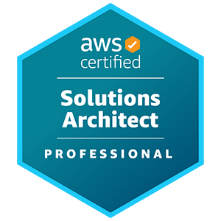 aws
certified
Solutions
Architect
PROFESSIONAL